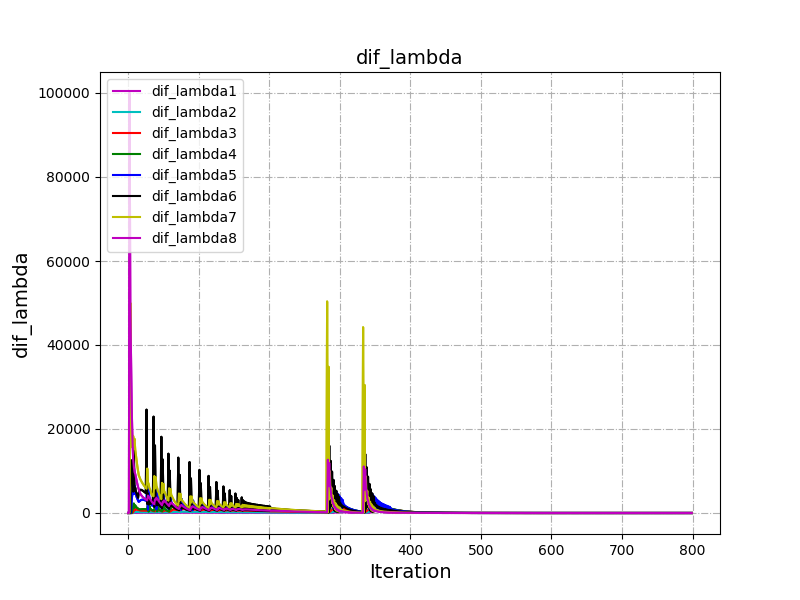 dif_lambda
100000
80000
60000
40000
20000
0
dif_lambda
dif_lambda1
dif_lambda2
dif_lambda3
dif_lambda4
dif_lambda5
dif_lambda6
dif_lambda7
dif_lambda8
0 100 200 300 400 500 600 700 800
Iteration